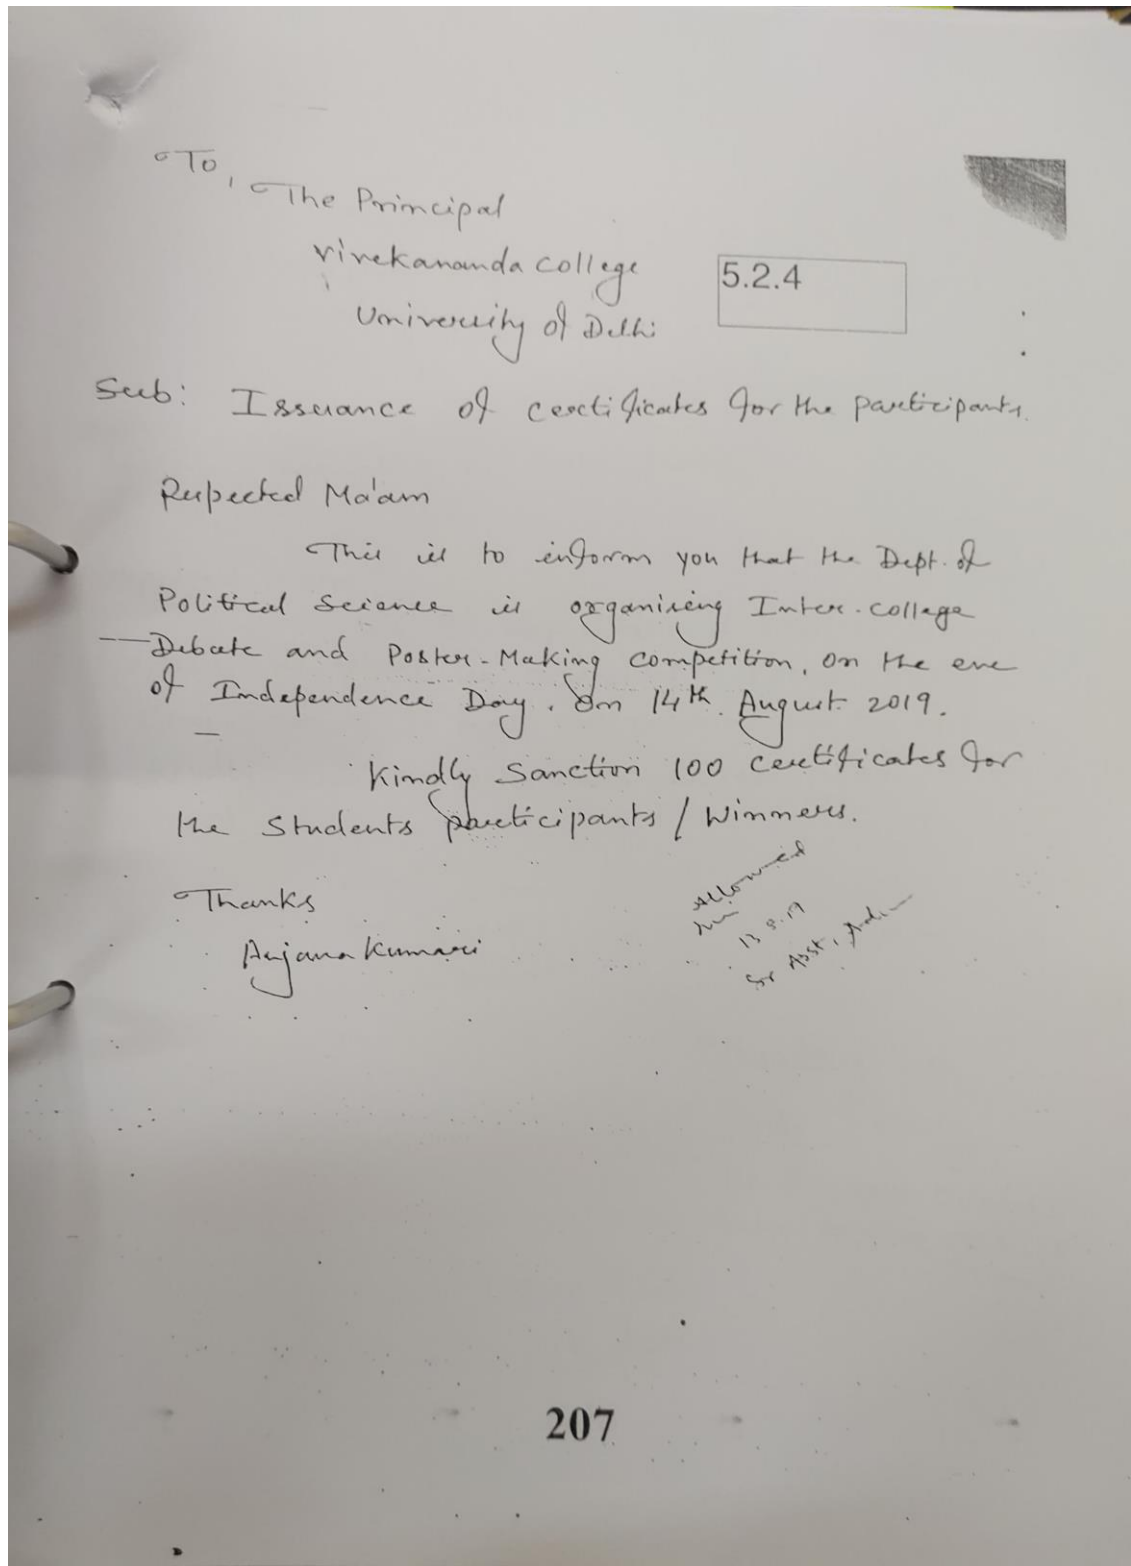 To,
The Principal
Vivekananda College
University of Delhi
5.2.4
Sub: Issuance of certificates for the participants.
Respected Ma'am
This is to inform you that the Dept. of
Political Science is organising Inter-college
Debate and Poster-Making competition, on the eve
of Independence Day. On 14th August 2019.
Kindly Sanction 100 certificates for
the Students participants / Winners.
Thanks
Anjana Kumari
Allowed
13.8.19
Sr Asst,
207